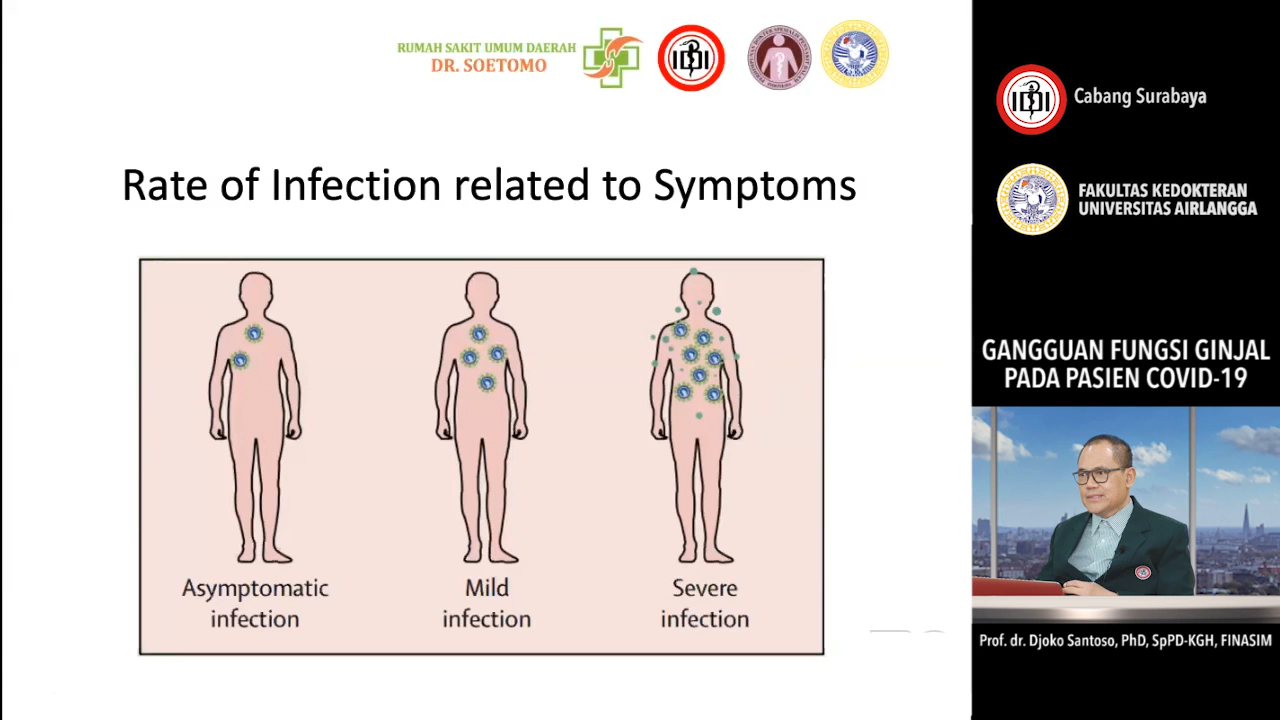 RUMAH SAKIT UMUM DAERAH
DR. SOETOMO
IDI
Rate of Infection related to Symptoms
Asymptomatic
infection
Mild
infection
Severe
infection
IDI
Cabang Surabaya
FAKULTAS KEDOKTERAN
UNIVERSITAS AIRLANGGA
GANGGUAN FUNGSI GINJAL
PADA PASIEN COVID-19
Prof. dr. Djoko Santoso, PhD, SpPD-KGH, FINASIM